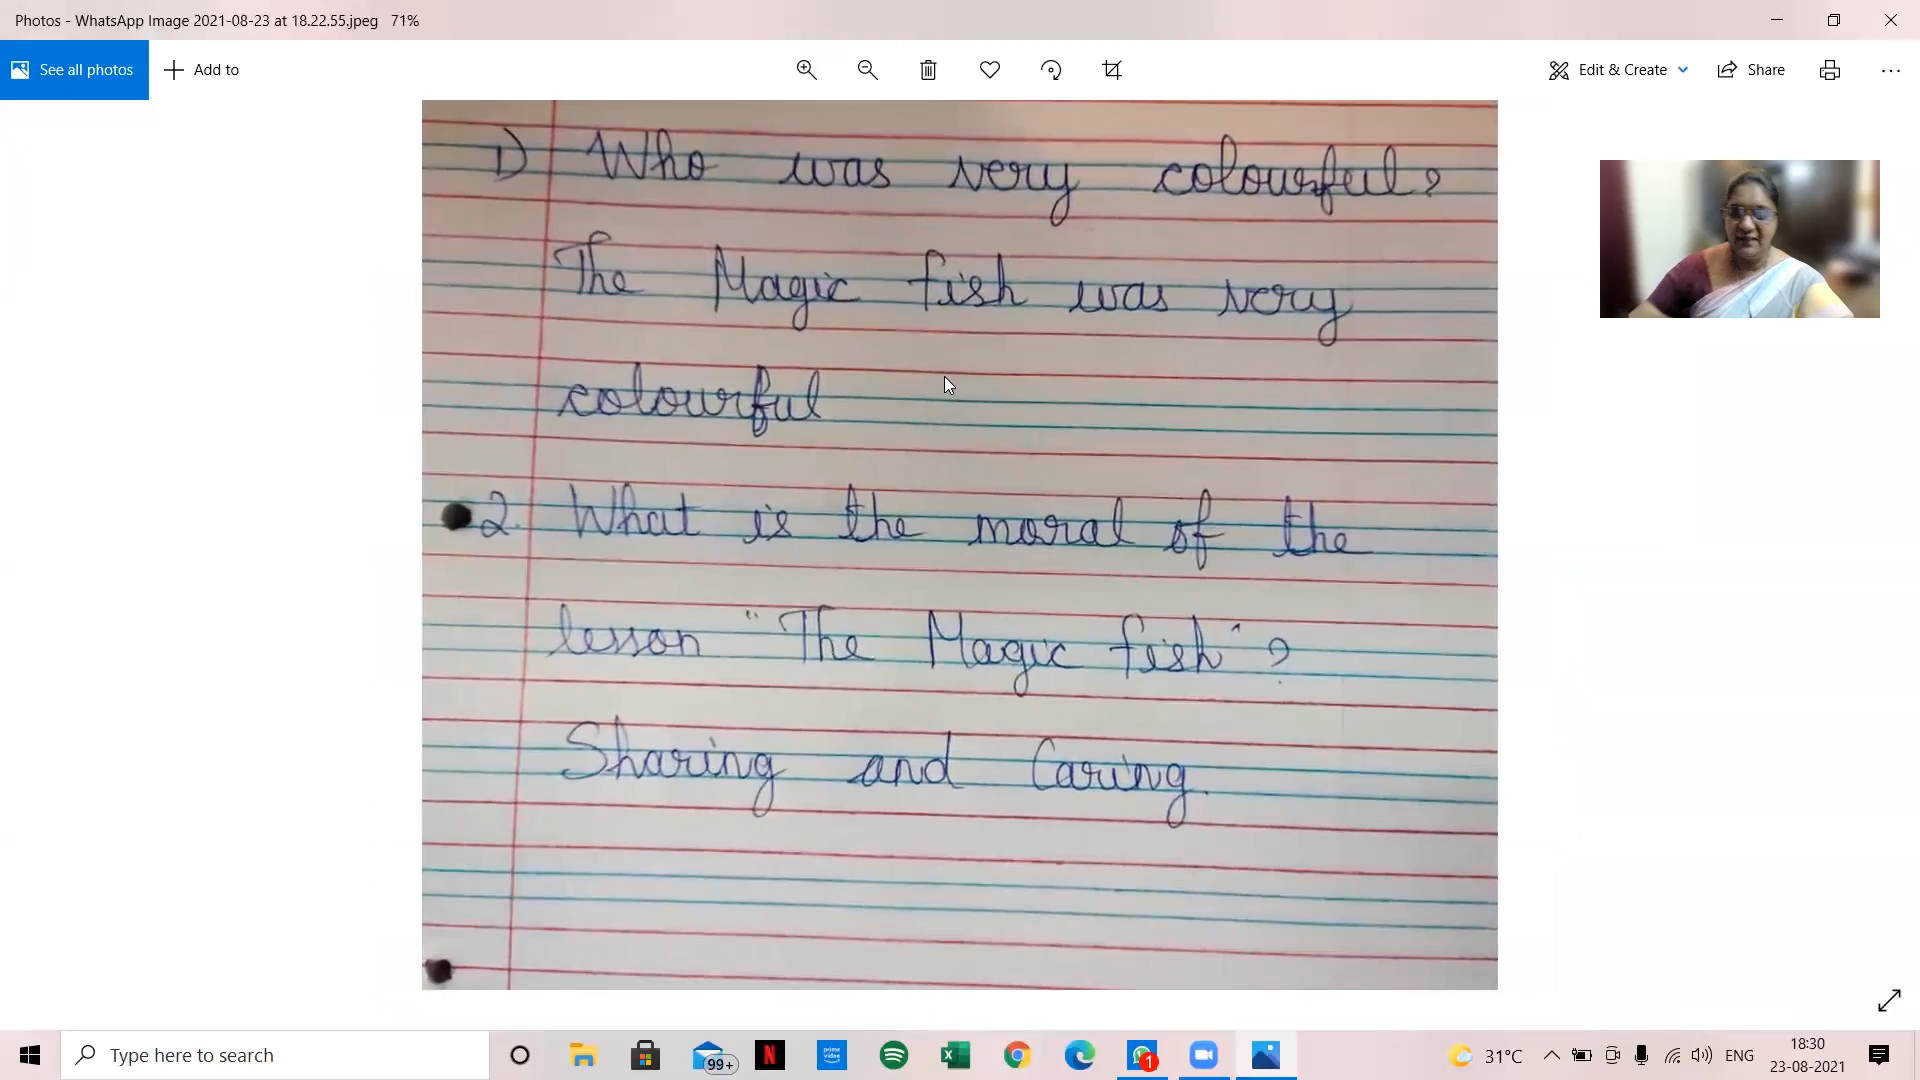 Photos - WhatsApp Image 2021-08-23 at 18.22.55.jpeg 71%
See all photos
Add to
Edit & Create
Share
1) Who was very colourful?
The Magic fish was very
colourful
2. What is the moral of the
lesson "The Magic fish"?
Sharing and Caring.
Type here to search
99+
N
prime video
1
31°C
ENG
18:30
23-08-2021